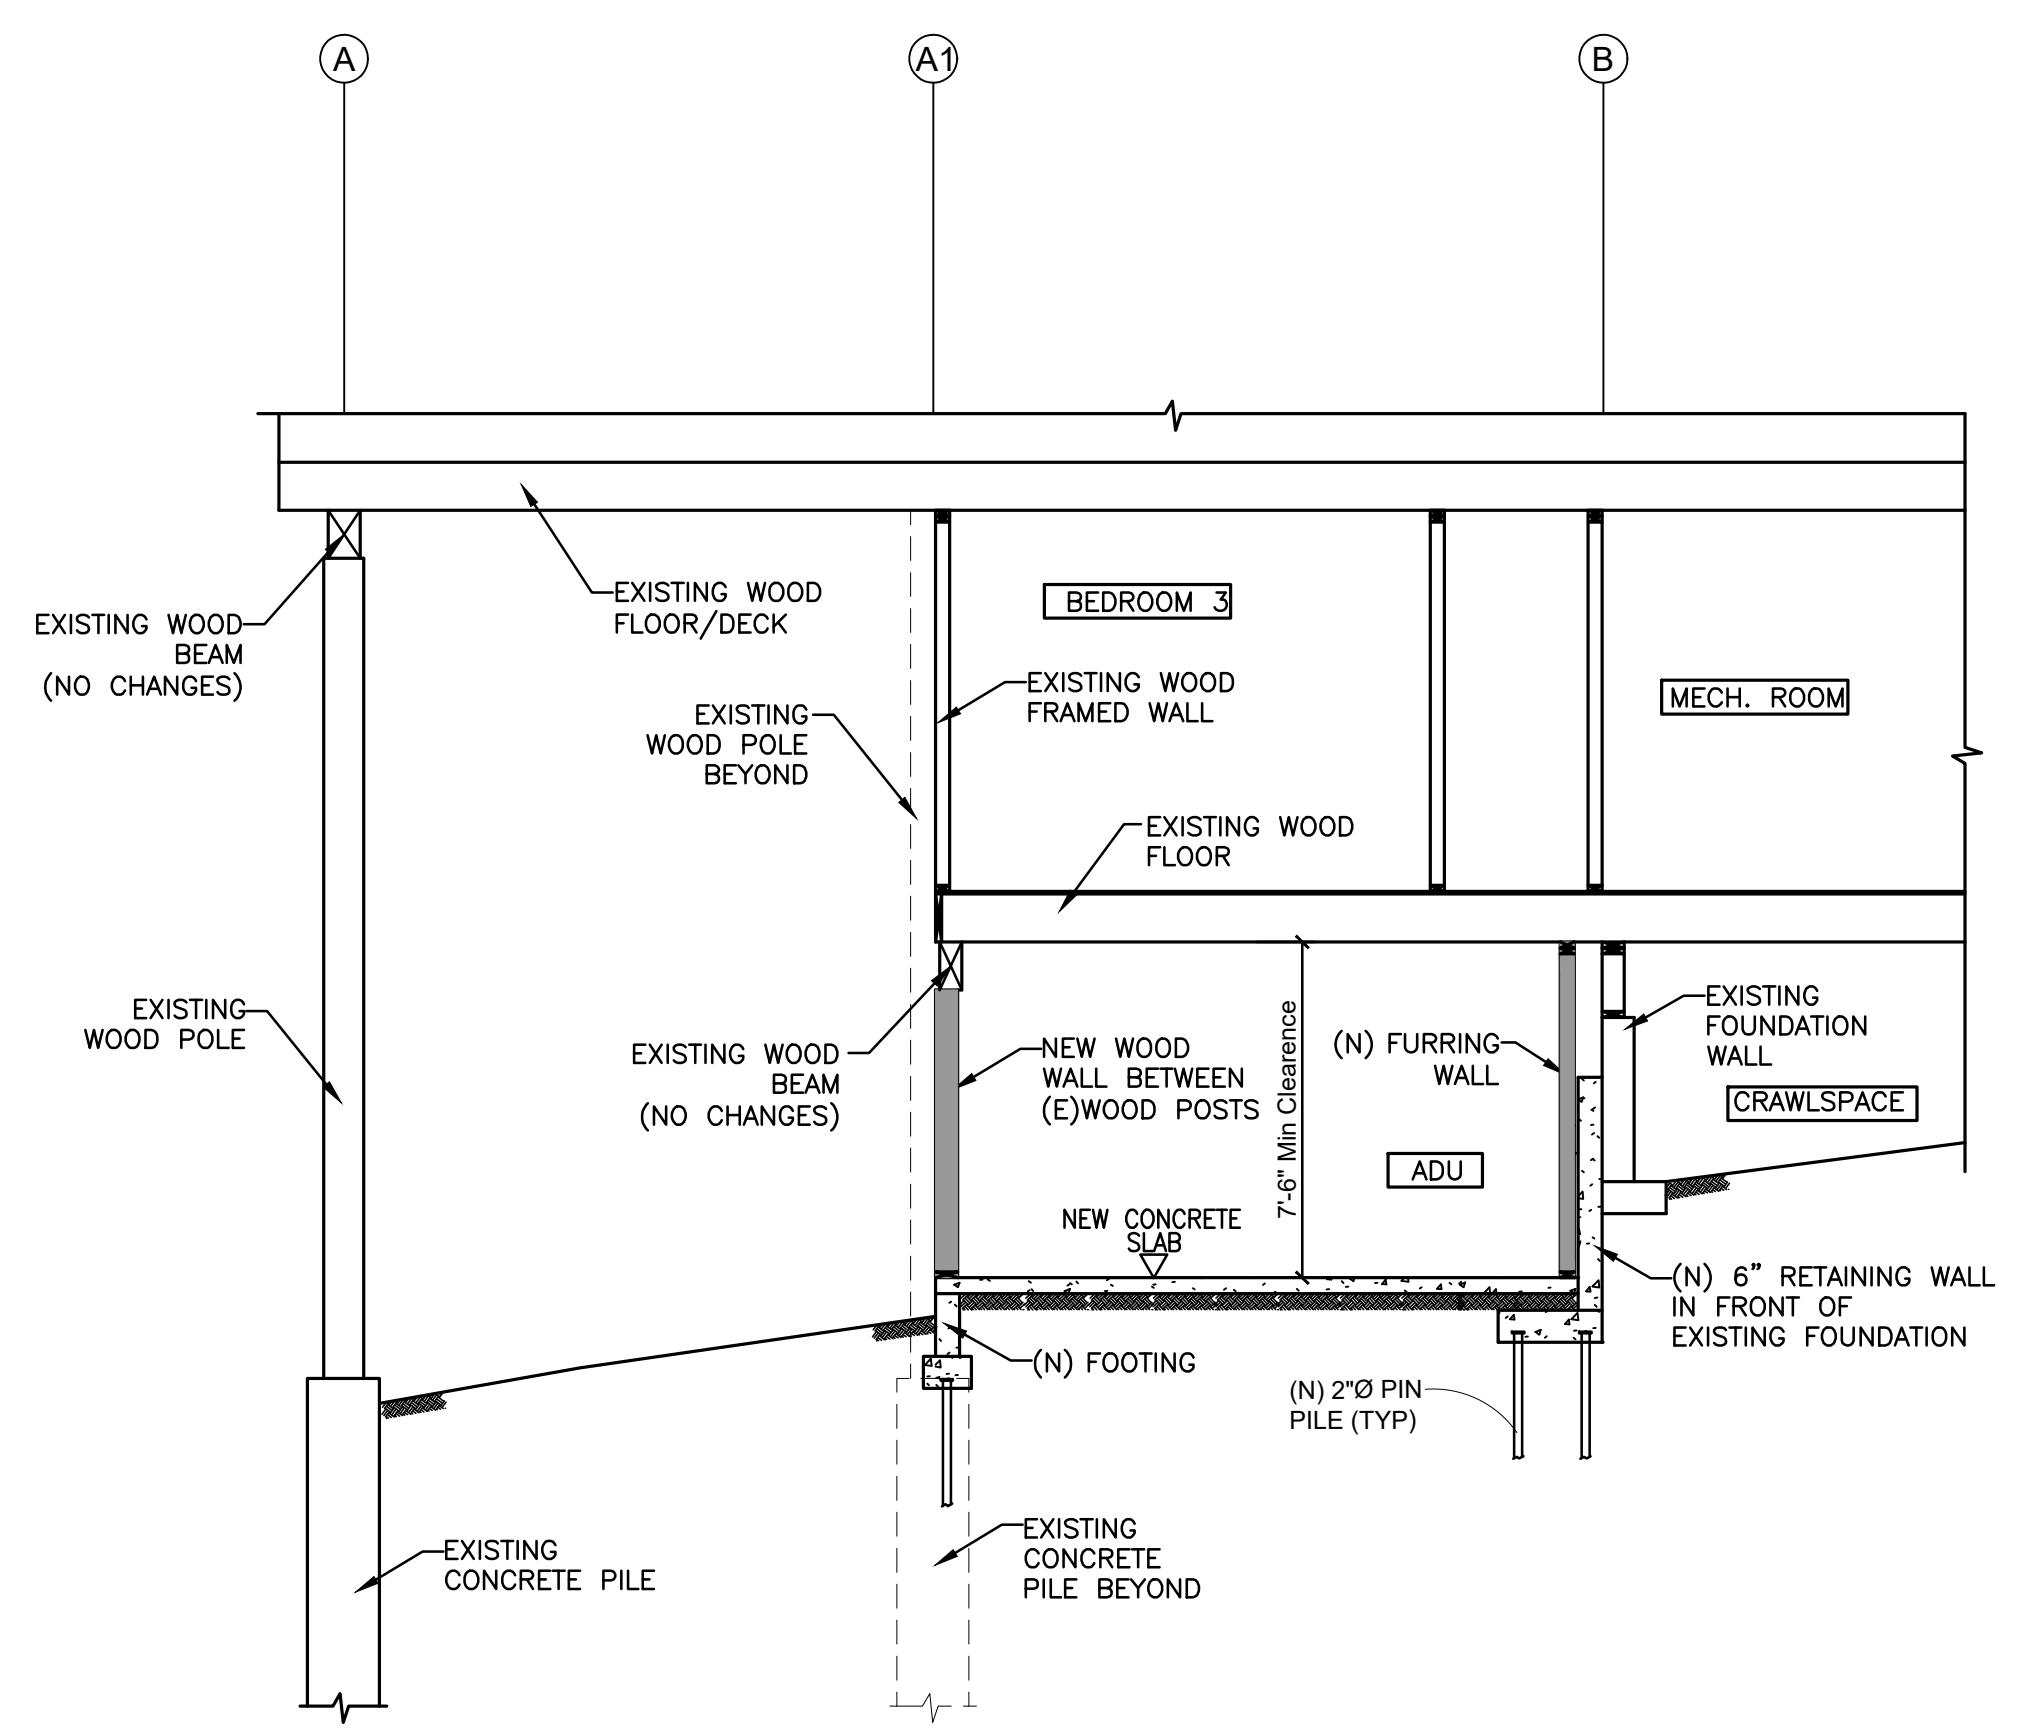 A
A1
B
EXISTING WOOD
BEAM
(NO CHANGES)
EXISTING WOOD
FLOOR/DECK
BEDROOM 3
EXISTING WOOD
FRAMED WALL
MECH. ROOM
EXISTING
WOOD POLE
BEYOND
EXISTING WOOD
FLOOR
EXISTING
WOOD POLE
EXISTING WOOD
BEAM
(NO CHANGES)
NEW WOOD
WALL BETWEEN
(E)WOOD POSTS
7'-6" Min Clearence
(N) FURRING
WALL
EXISTING
FOUNDATION
WALL
CRAWLSPACE
ADU
NEW CONCRETE
SLAB
(N) 6” RETAINING WALL
IN FRONT OF
EXISTING FOUNDATION
(N) FOOTING
(N) 2"Ø PIN
PILE (TYP)
EXISTING
CONCRETE PILE
EXISTING
CONCRETE
PILE BEYOND